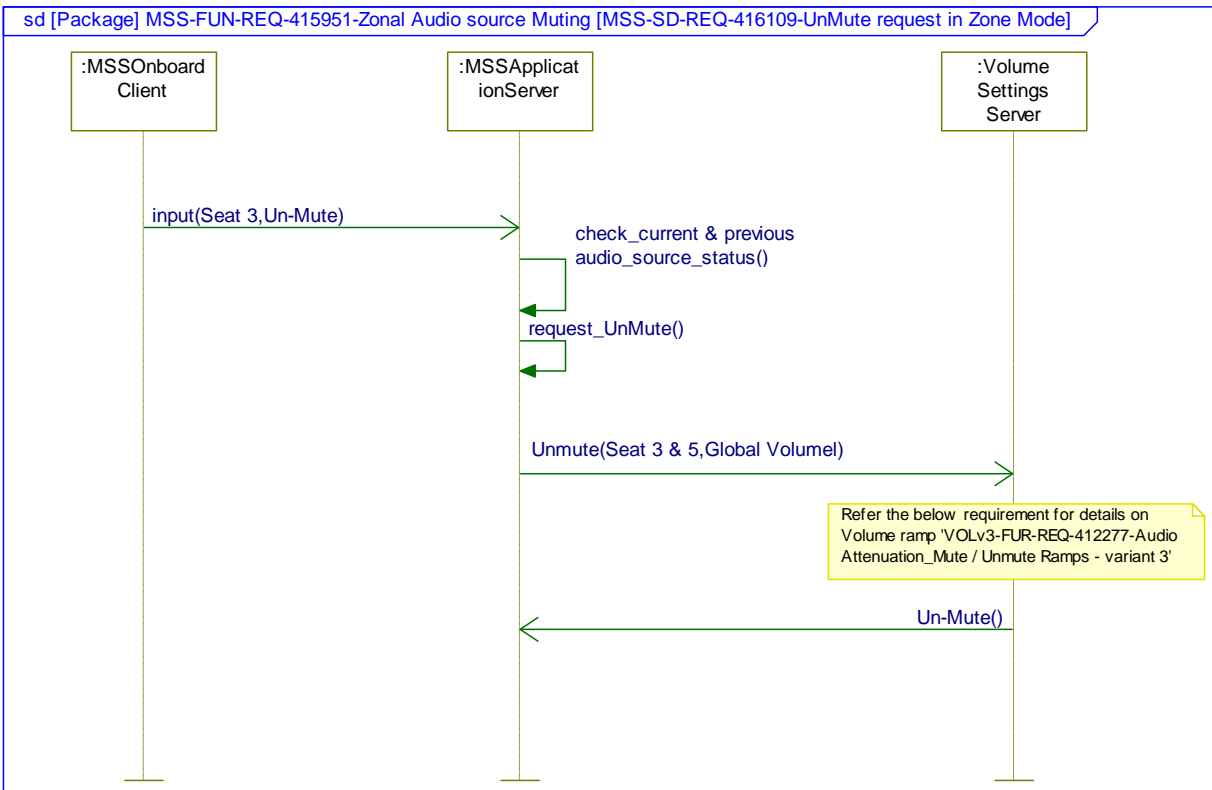 sd [Package] MSS-FUN-REQ-415951-Zonal Audio source Muting [MSS-SD-REQ-416109-UnMute request in Zone Mode]
:MSSOnboard
Client
:MSSApplicat
ionServer
:Volume
Settings
Server
input(Seat 3,Un-Mute)
check_current & previous
audio_source_status()
request_UnMute()
Unmute(Seat 3 & 5,Global Volumel)
Refer the below requirement for details on
Volume ramp 'VOLv3-FUR-REQ-412277-Audio
Attenuation_Mute / Unmute Ramps - variant 3'
Un-Mute()